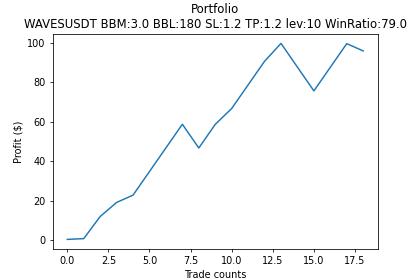 Portfolio
WAVESUSDT BBM:3.0 BBL:180 SL:1.2 TP:1.2 lev:10 WinRatio:79.0
100
80
60
40
20
0
Profit ($)
0.0 2.5 5.0 7.5 10.0 12.5 15.0 17.5
Trade counts